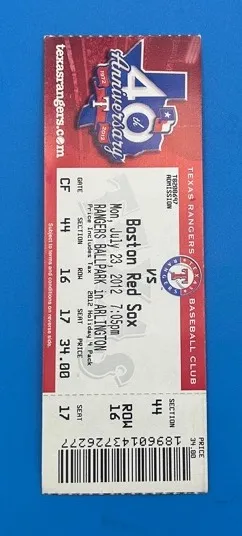 texasrangers.com
40th
Anniversary
1972 2012
T
TEXAS RANGERS BASEBALL CLUB
ADMISSION
VS
Boston Red Sox
Mon, July 23, 2012 7:05pm
RANGERS BALLPARK in ARLINGTON
Price Includes Tax 2012 Holiday 4 Pack
TEXAS
GATE SECTION ROW SEAT PRICE
CF 44 16 17 34.00
Subject to terms and conditions on reverse side.
SECTION ROW SEAT PRICE
44 16 17 34.00